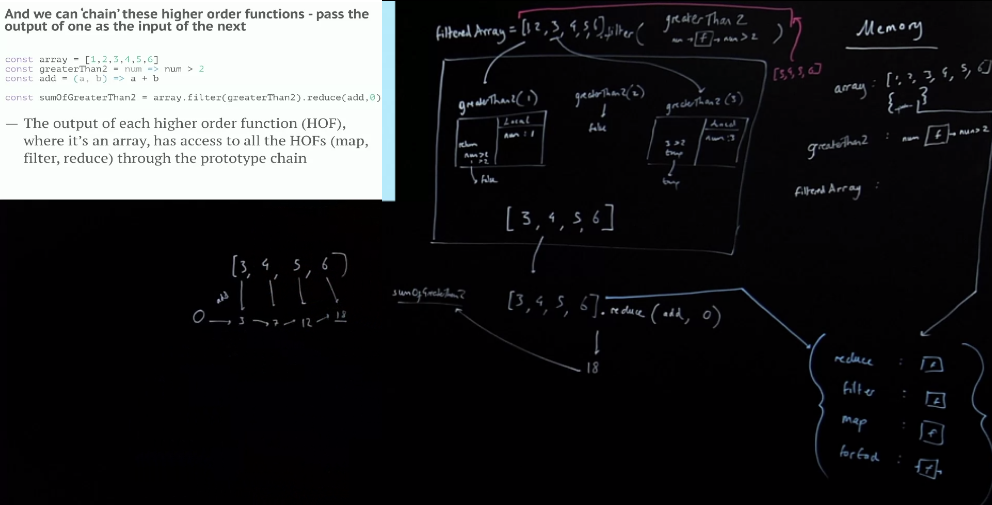 And we can 'chain' these higher order functions - pass the
output of one as the input of the next
const array = [1,2,3,4,5,6]
const greaterThan2 = num => num > 2
const add = (a, b) => a + b
const sumOfGreaterThan2 = array.filter(greaterThan2).reduce(add,0)
— The output of each higher order function (HOF),
where it's an array, has access to all the HOFs (map,
filter, reduce) through the prototype chain
filteredArray = [1 2, 3, 4,5,6].filter( greaterThan 2 )
num → [f] → num > 2
[3,4,5,6]
greaterThan2(1)
greaterThan2(2)
greaterThan2(3)
Local
num : 1
return
num>2
1 >2
false
false
Local
num : 3
3 >2
true
true
[3, 4, 5, 6]
sumOfGreaterThan2
[3, 4, 5, 6].reduce (add, 0)
18
[3, 4, 5, 6]
add
0 → 3 → 7 → 12 → 18
Memory
array : [1, 2, 3, 4, 5, 6]
greaterThan2 : num [f] → num>2
filteredArray :
reduce : f
filter : f
map : f
forEach : f